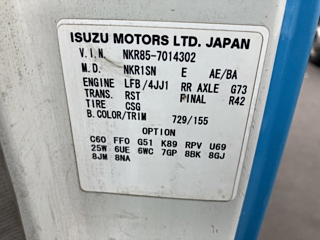 ISUZU MOTORS LTD. JAPAN
V.I.N. NKR85-7014302
M.D. NKR1SN E AE/BA
ENGINE LFB/4JJ1 RR AXLE G73
TRANS. RST FINAL R42
TIRE CSG
B.COLOR/TRIM 729/155
OPTION
C60 FF0 G51 K89 RPV U69
25W 6UE 6WC 7GP 8BK 8GJ
8JM 8NA